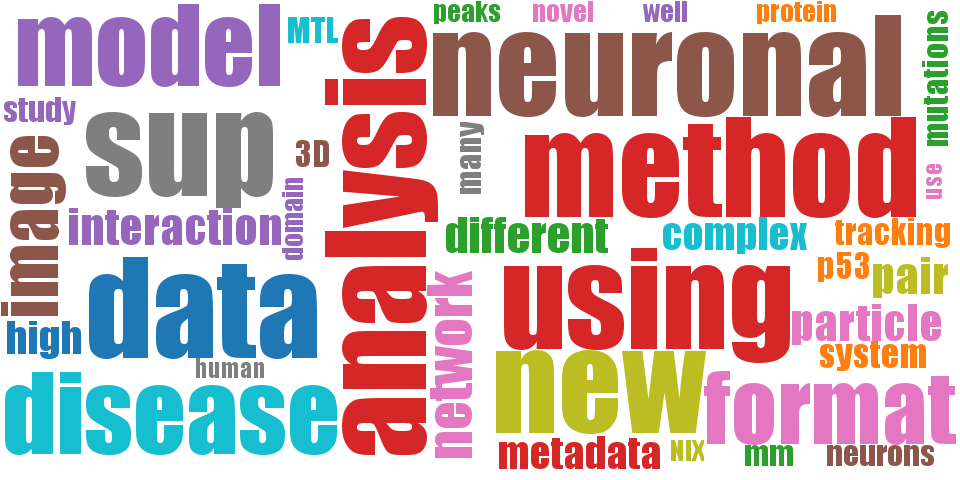 model
MTL
peaks
novel
well
protein
neuronal
mutations
study
sup
3D
analysis
many
method
use
image
interaction
domain
different
complex
tracking
p53
pair
data
using
high
human
network
particle
system
new
format
disease
metadata
NIX
mm
neurons